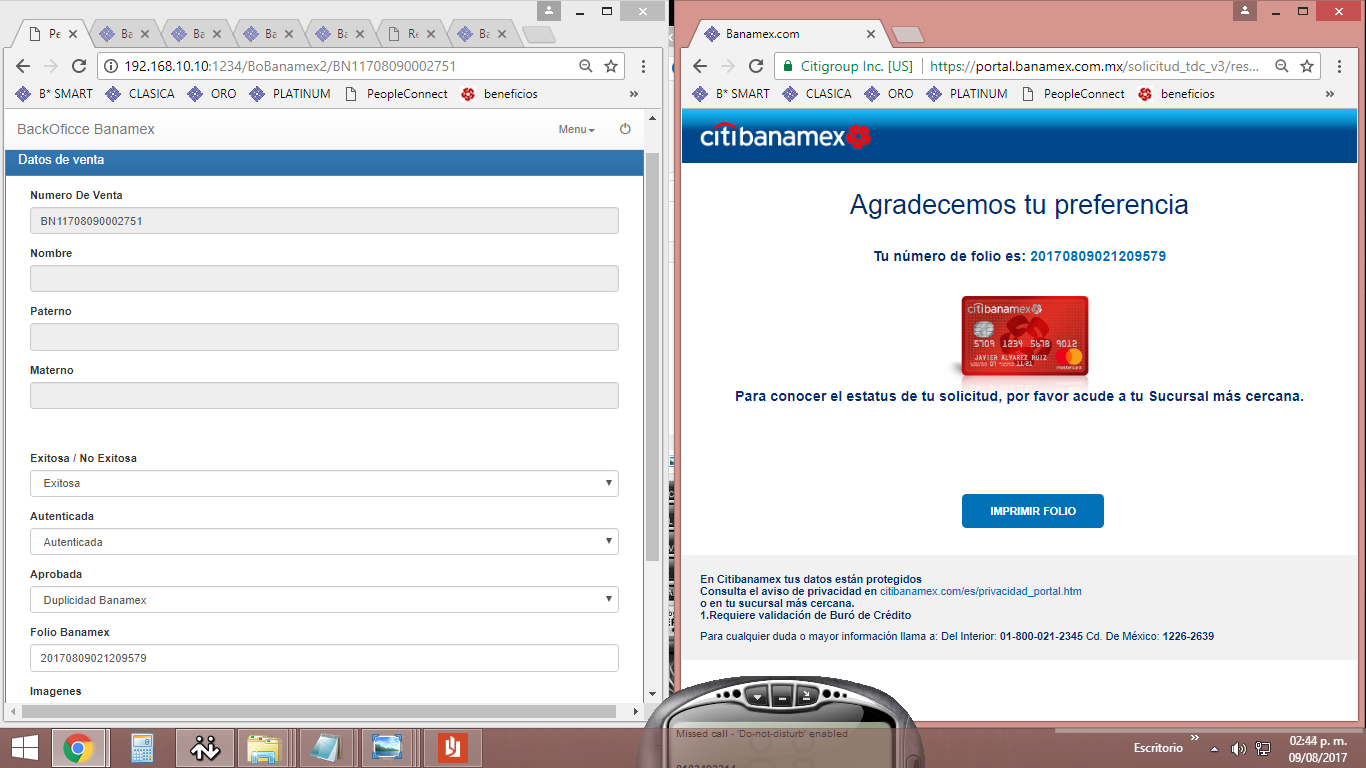 Pe
Ba
Ba
Ba
Ba
Re
Ba
192.168.10.10:1234/BoBanamex2/BN11708090002751
B* SMART
CLASICA
ORO
PLATINUM
PeopleConnect
beneficios
»
BackOficce Banamex
Menu
Datos de venta
Numero De Venta
BN11708090002751
Nombre
Paterno
Materno
Exitosa / No Exitosa
Exitosa
Autenticada
Autenticada
Aprobada
Duplicidad Banamex
Folio Banamex
20170809021209579
Imagenes
Banamex.com
Citigroup Inc. [US]
https://portal.banamex.com.mx/solicitud_tdc_v3/res...
B* SMART
CLASICA
ORO
PLATINUM
PeopleConnect
beneficios
»
citibanamex
Agradecemos tu preferencia
Tu número de folio es: 20170809021209579
citibanamex
5709 1234 5678 9012
JAVIER ALVAREZ RUIZ
mastercard
Para conocer el estatus de tu solicitud, por favor acude a tu Sucursal más cercana.
IMPRIMIR FOLIO
En Citibanamex tus datos están protegidos
Consulta el aviso de privacidad en citibanamex.com/es/privacidad_portal.htm
o en tu sucursal más cercana.
1.Requiere validación de Buró de Crédito
Para cualquier duda o mayor información llama a: Del Interior: 01-800-021-2345 Cd. De México: 1226-2639
Missed call - 'Do-not-disturb' enabled
Escritorio
»
02:44 p. m.
09/08/2017